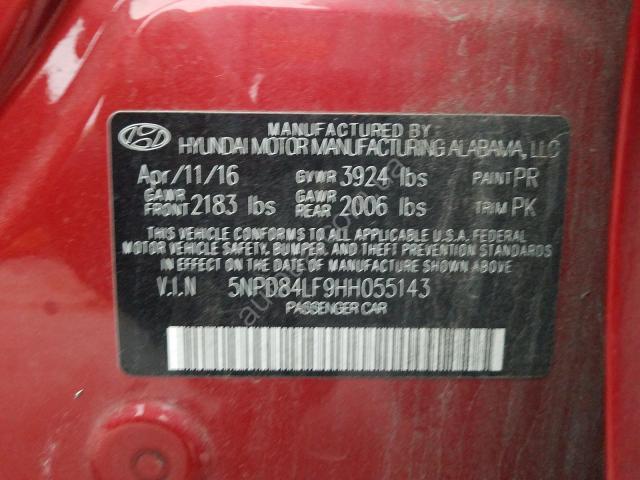 MANUFACTURED BY:
HYUNDAI MOTOR MANUFACTURING ALABAMA, LLC
Apr/11/16 GVWR 3924 lbs PAINT PR
GAWR FRONT 2183 lbs GAWR REAR 2006 lbs TRIM PK
THIS VEHICLE CONFORMS TO ALL APPLICABLE U.S.A. FEDERAL
MOTOR VEHICLE SAFETY, BUMPER, AND THEFT PREVENTION STANDARDS
IN EFFECT ON THE DATE OF MANUFACTURE SHOWN ABOVE.
V.I.N 5NPD84LF9HH055143
PASSENGER CAR